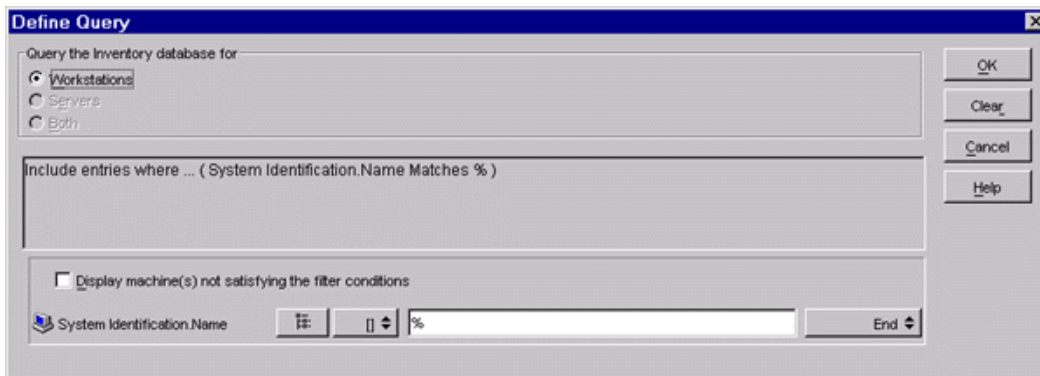 Define Query
Query the Inventory database for
Workstations
Servers
Both
OK
Clear
Cancel
Help
Include entries where ... ( System Identification.Name Matches % )
Display machine(s) not satisfying the filter conditions
System Identification.Name [] % End